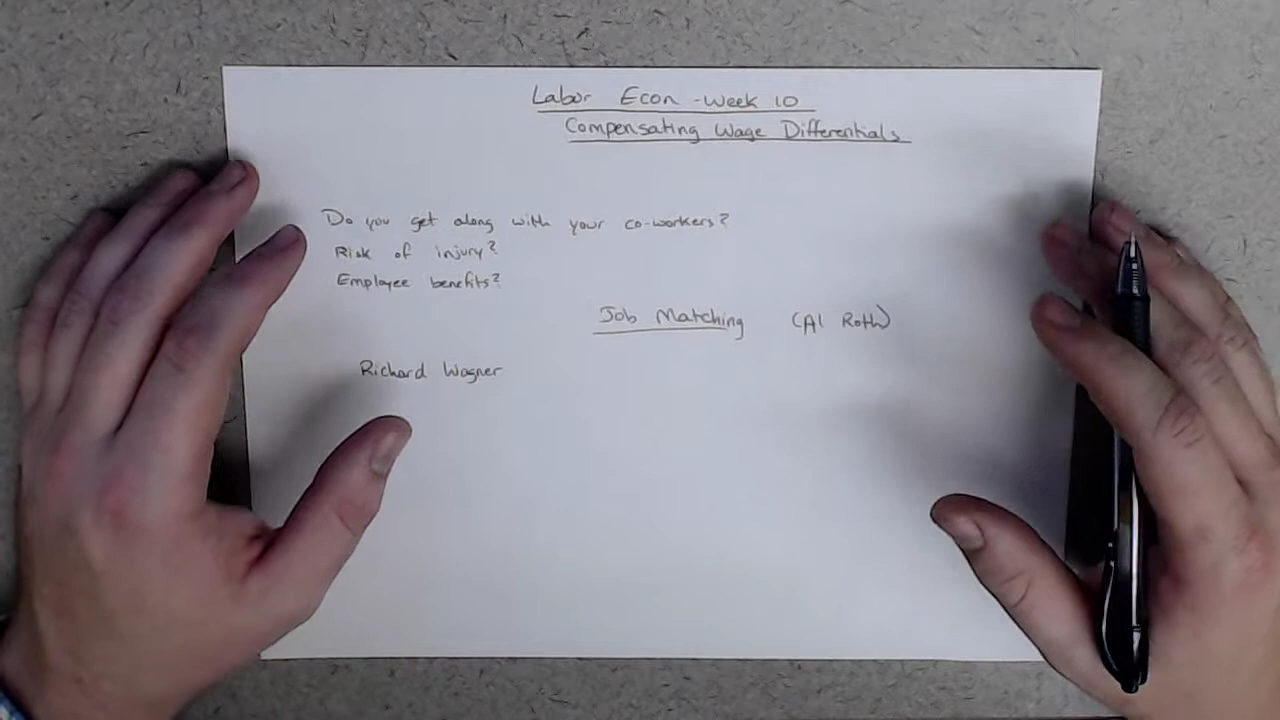 Labor Econ - Week 10
Compensating Wage Differentials
Do you get along with your co-workers?
Risk of injury?
Employee benefits?
Job Matching (Al Roth)
Richard Wagner